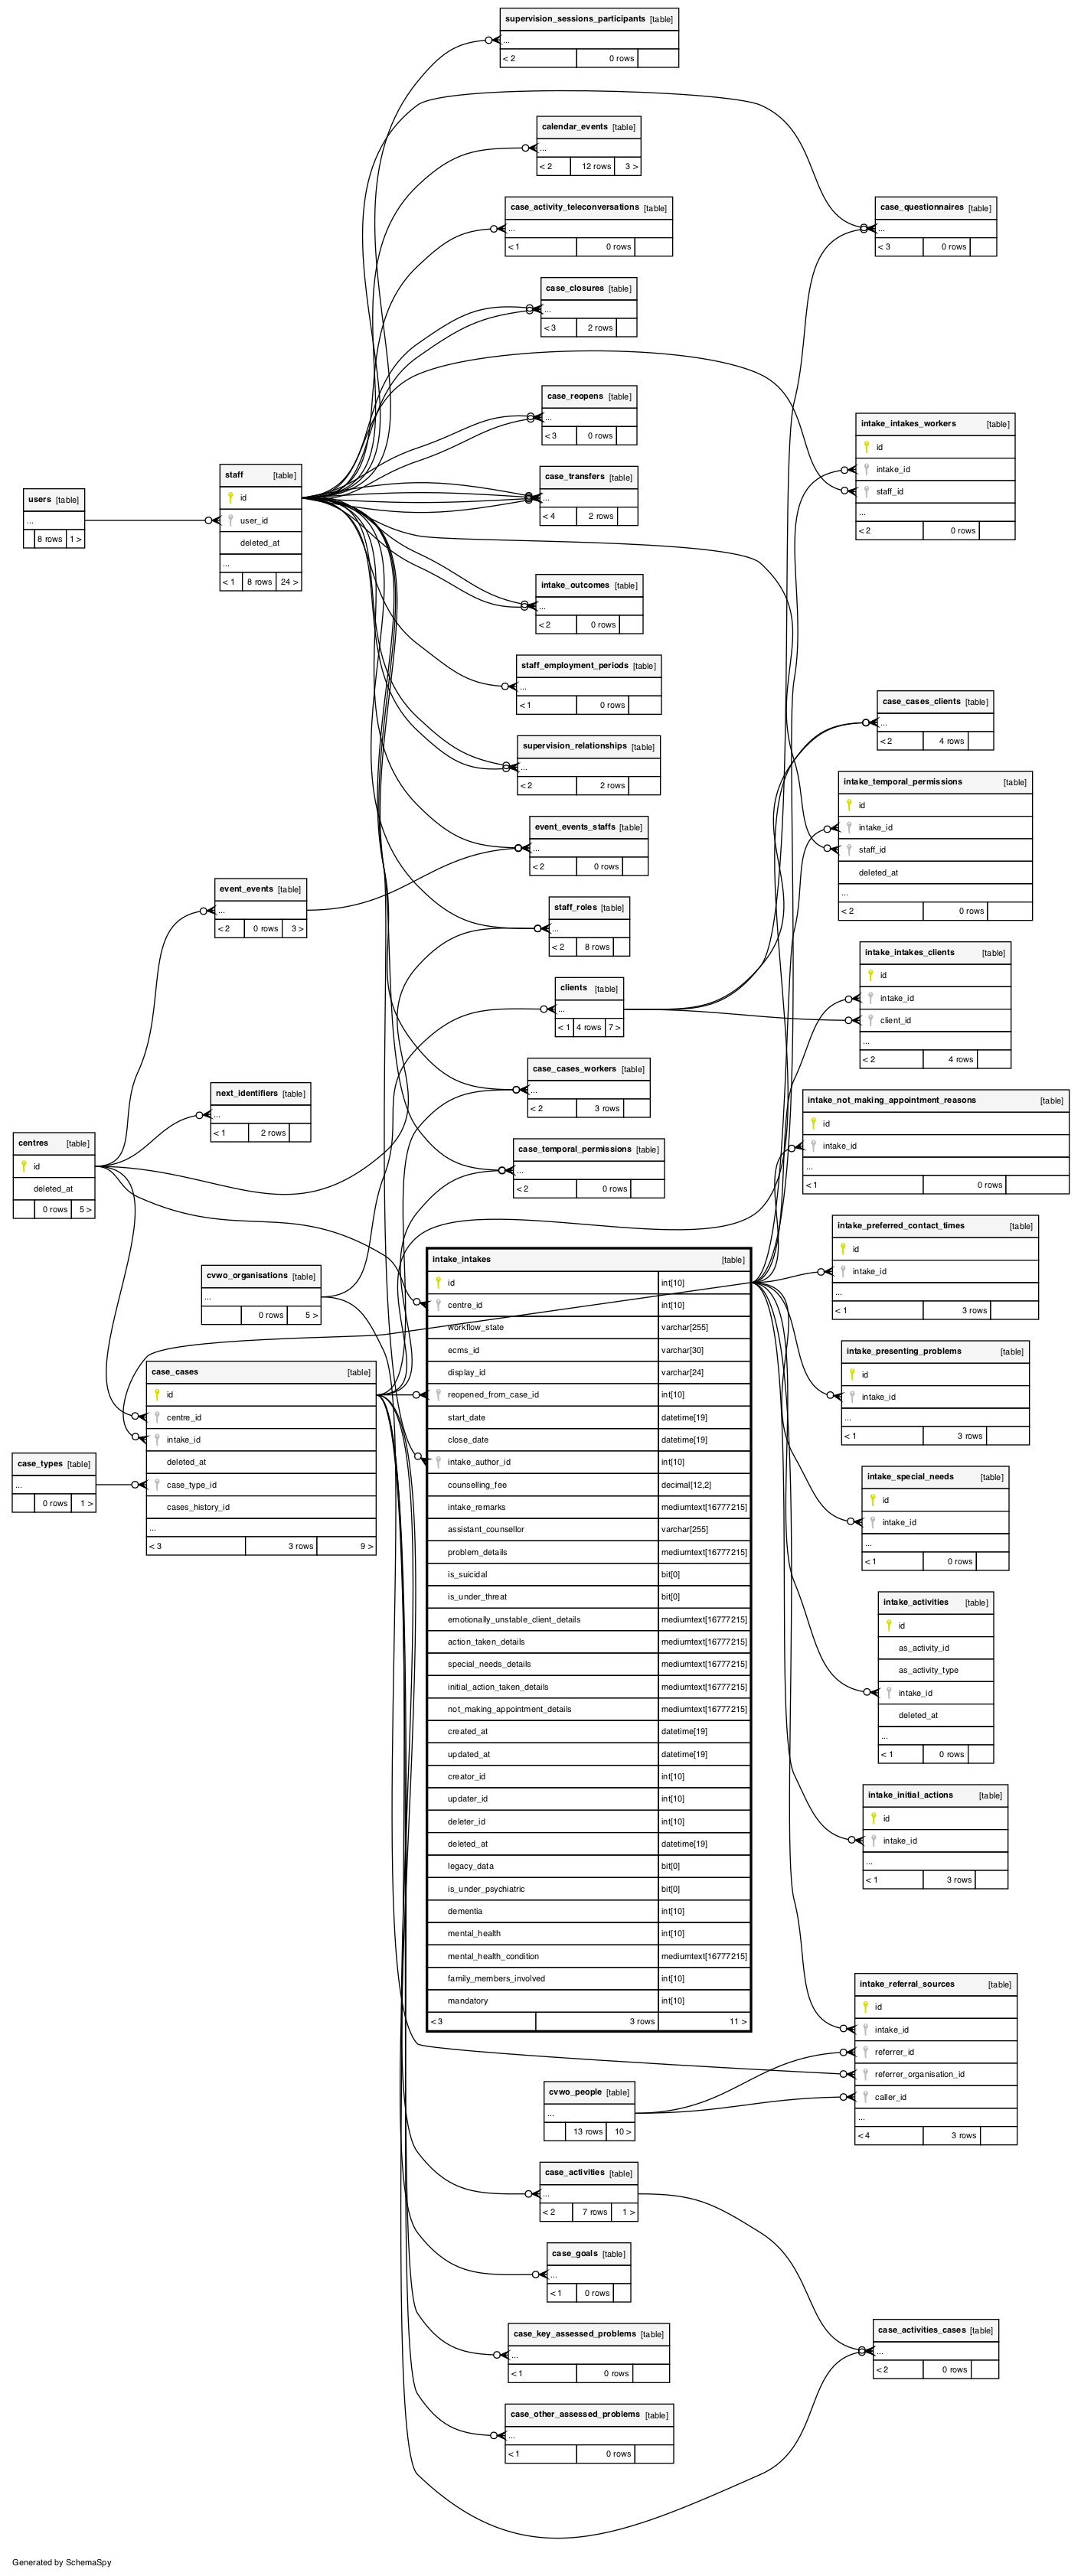 supervision_sessions_participants [table]
...
< 2 0 rows
calendar_events [table]
...
< 2 12 rows 3 >
case_activity_teleconversations [table]
...
< 1 0 rows
case_questionnaires [table]
...
< 3 0 rows
case_closures [table]
...
< 3 2 rows
case_reopens [table]
...
< 3 0 rows
intake_intakes_workers [table]
id
intake_id
staff_id
...
< 2 0 rows
staff [table]
id
user_id
deleted_at
...
< 1 8 rows 24 >
case_transfers [table]
...
< 4 2 rows
users [table]
...
8 rows 1 >
intake_outcomes [table]
...
< 2 0 rows
staff_employment_periods [table]
...
< 1 0 rows
case_cases_clients [table]
...
< 2 4 rows
supervision_relationships [table]
...
< 2 2 rows
intake_temporal_permissions [table]
id
intake_id
staff_id
deleted_at
...
< 2 0 rows
event_events_staffs [table]
...
< 2 0 rows
event_events [table]
...
< 2 0 rows 3 >
staff_roles [table]
...
< 2 8 rows
intake_intakes_clients [table]
id
intake_id
client_id
...
< 2 4 rows
clients [table]
...
< 1 4 rows 7 >
case_cases_workers [table]
...
< 2 3 rows
next_identifiers [table]
...
< 1 2 rows
intake_not_making_appointment_reasons [table]
id
intake_id
...
< 1 0 rows
centres [table]
id
deleted_at
0 rows 5 >
case_temporal_permissions [table]
...
< 2 0 rows
intake_preferred_contact_times [table]
id
intake_id
...
< 1 3 rows
cvwo_organisations [table]
...
0 rows 5 >
intake_intakes [table]
id int[10]
centre_id int[10]
workflow_state varchar[255]
ecms_id varchar[30]
display_id varchar[24]
reopened_from_case_id int[10]
start_date datetime[19]
close_date datetime[19]
intake_author_id int[10]
counselling_fee decimal[12,2]
intake_remarks mediumtext[16777215]
assistant_counsellor varchar[255]
problem_details mediumtext[16777215]
is_suicidal bit[0]
is_under_threat bit[0]
emotionally_unstable_client_details mediumtext[16777215]
action_taken_details mediumtext[16777215]
special_needs_details mediumtext[16777215]
initial_action_taken_details mediumtext[16777215]
not_making_appointment_details mediumtext[16777215]
created_at datetime[19]
updated_at datetime[19]
creator_id int[10]
updater_id int[10]
deleter_id int[10]
deleted_at datetime[19]
legacy_data bit[0]
is_under_psychiatric bit[0]
dementia int[10]
mental_health int[10]
mental_health_condition mediumtext[16777215]
family_members_involved int[10]
mandatory int[10]
< 3 3 rows 11 >
case_cases [table]
id
centre_id
intake_id
deleted_at
case_type_id
cases_history_id
...
< 3 3 rows 9 >
case_types [table]
...
0 rows 1 >
intake_presenting_problems [table]
id
intake_id
...
< 1 3 rows
intake_special_needs [table]
id
intake_id
...
< 1 0 rows
intake_activities [table]
id
as_activity_id
as_activity_type
intake_id
deleted_at
...
< 1 0 rows
intake_initial_actions [table]
id
intake_id
...
< 1 3 rows
intake_referral_sources [table]
id
intake_id
referrer_id
referrer_organisation_id
caller_id
...
< 4 3 rows
cvwo_people [table]
...
13 rows 10 >
case_activities [table]
...
< 2 7 rows 1 >
case_goals [table]
...
< 1 0 rows
case_key_assessed_problems [table]
...
< 1 0 rows
case_activities_cases [table]
...
< 2 0 rows
case_other_assessed_problems [table]
...
< 1 0 rows
Generated by SchemaSpy